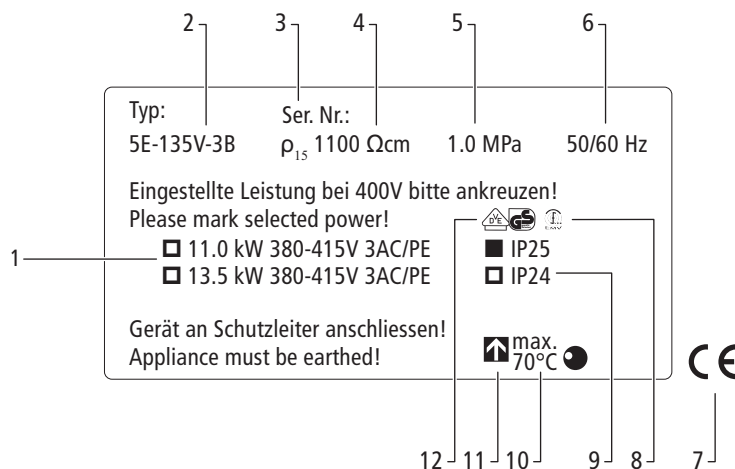 2 3 4 5 6
Typ: Ser. Nr.:
5E-135V-3B ρ15 1100 Ωcm 1.0 MPa 50/60 Hz
Eingestellte Leistung bei 400V bitte ankreuzen!
Please mark selected power!
DVE GS EMV
1 11.0 kW 380-415V 3AC/PE IP25
13.5 kW 380-415V 3AC/PE IP24
Gerät an Schutzleiter anschliessen!
Appliance must be earthed!
max.
70°C
CE
12 11 10 9 8 7